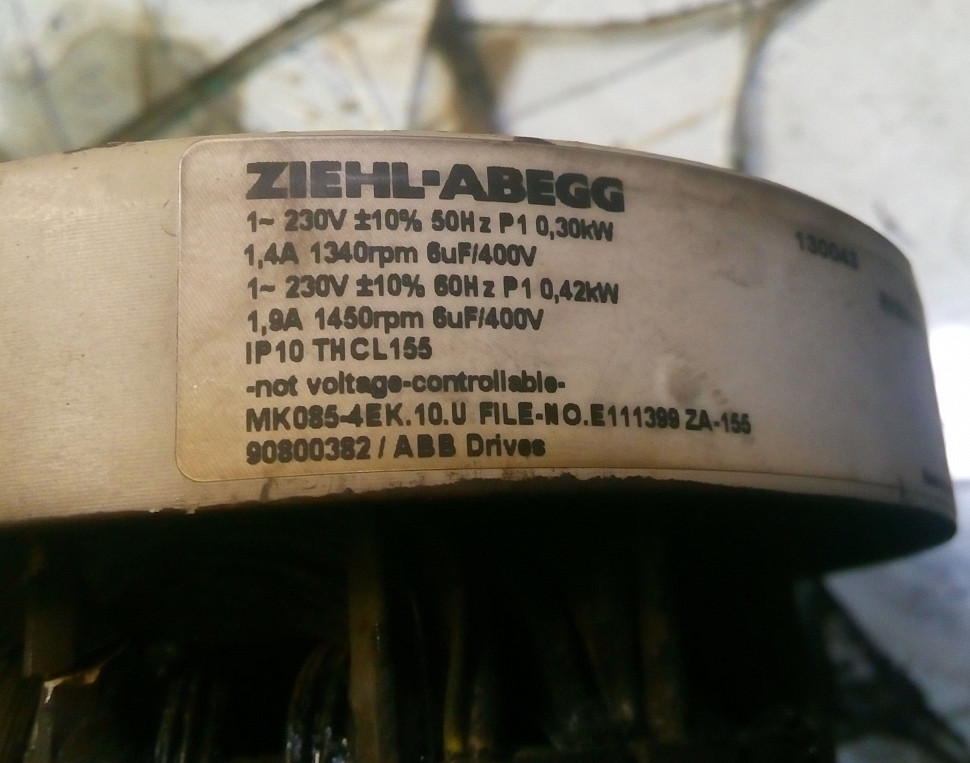 ZIEHL-ABEGG
1~ 230V ±10% 50Hz P1 0,30kW
1,4A 1340rpm 6uF/400V
1~ 230V ±10% 60Hz P1 0,42kW
1,9A 1450rpm 6uF/400V
IP10 THCL155
-not voltage-controllable-
MK085-4EK.10.U FILE-NO.E111399 ZA-155
90800382 / ABB Drives